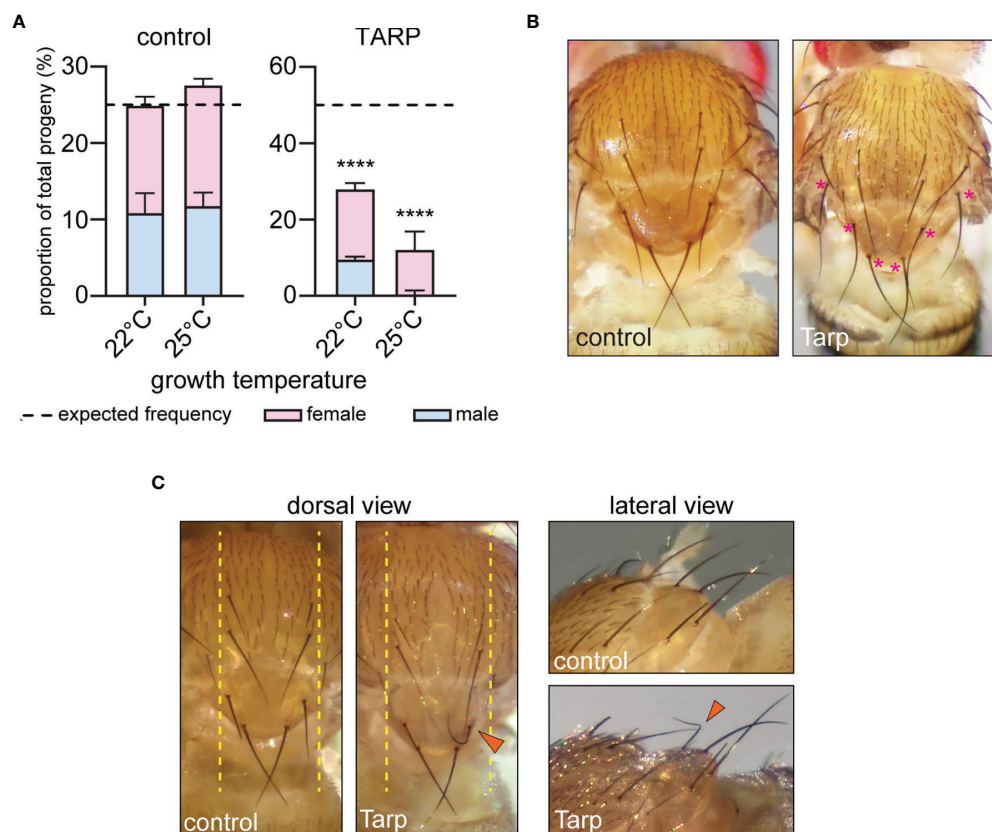 A
control
TARP
proportion of total progeny (%)
30
20
10
0
60
40
20
0
****
****
22°C
25°C
22°C
25°C
growth temperature
expected frequency
female
male
B
control
Tarp
*
*
*
*
*
*
C
dorsal view
lateral view
control
Tarp
control
Tarp